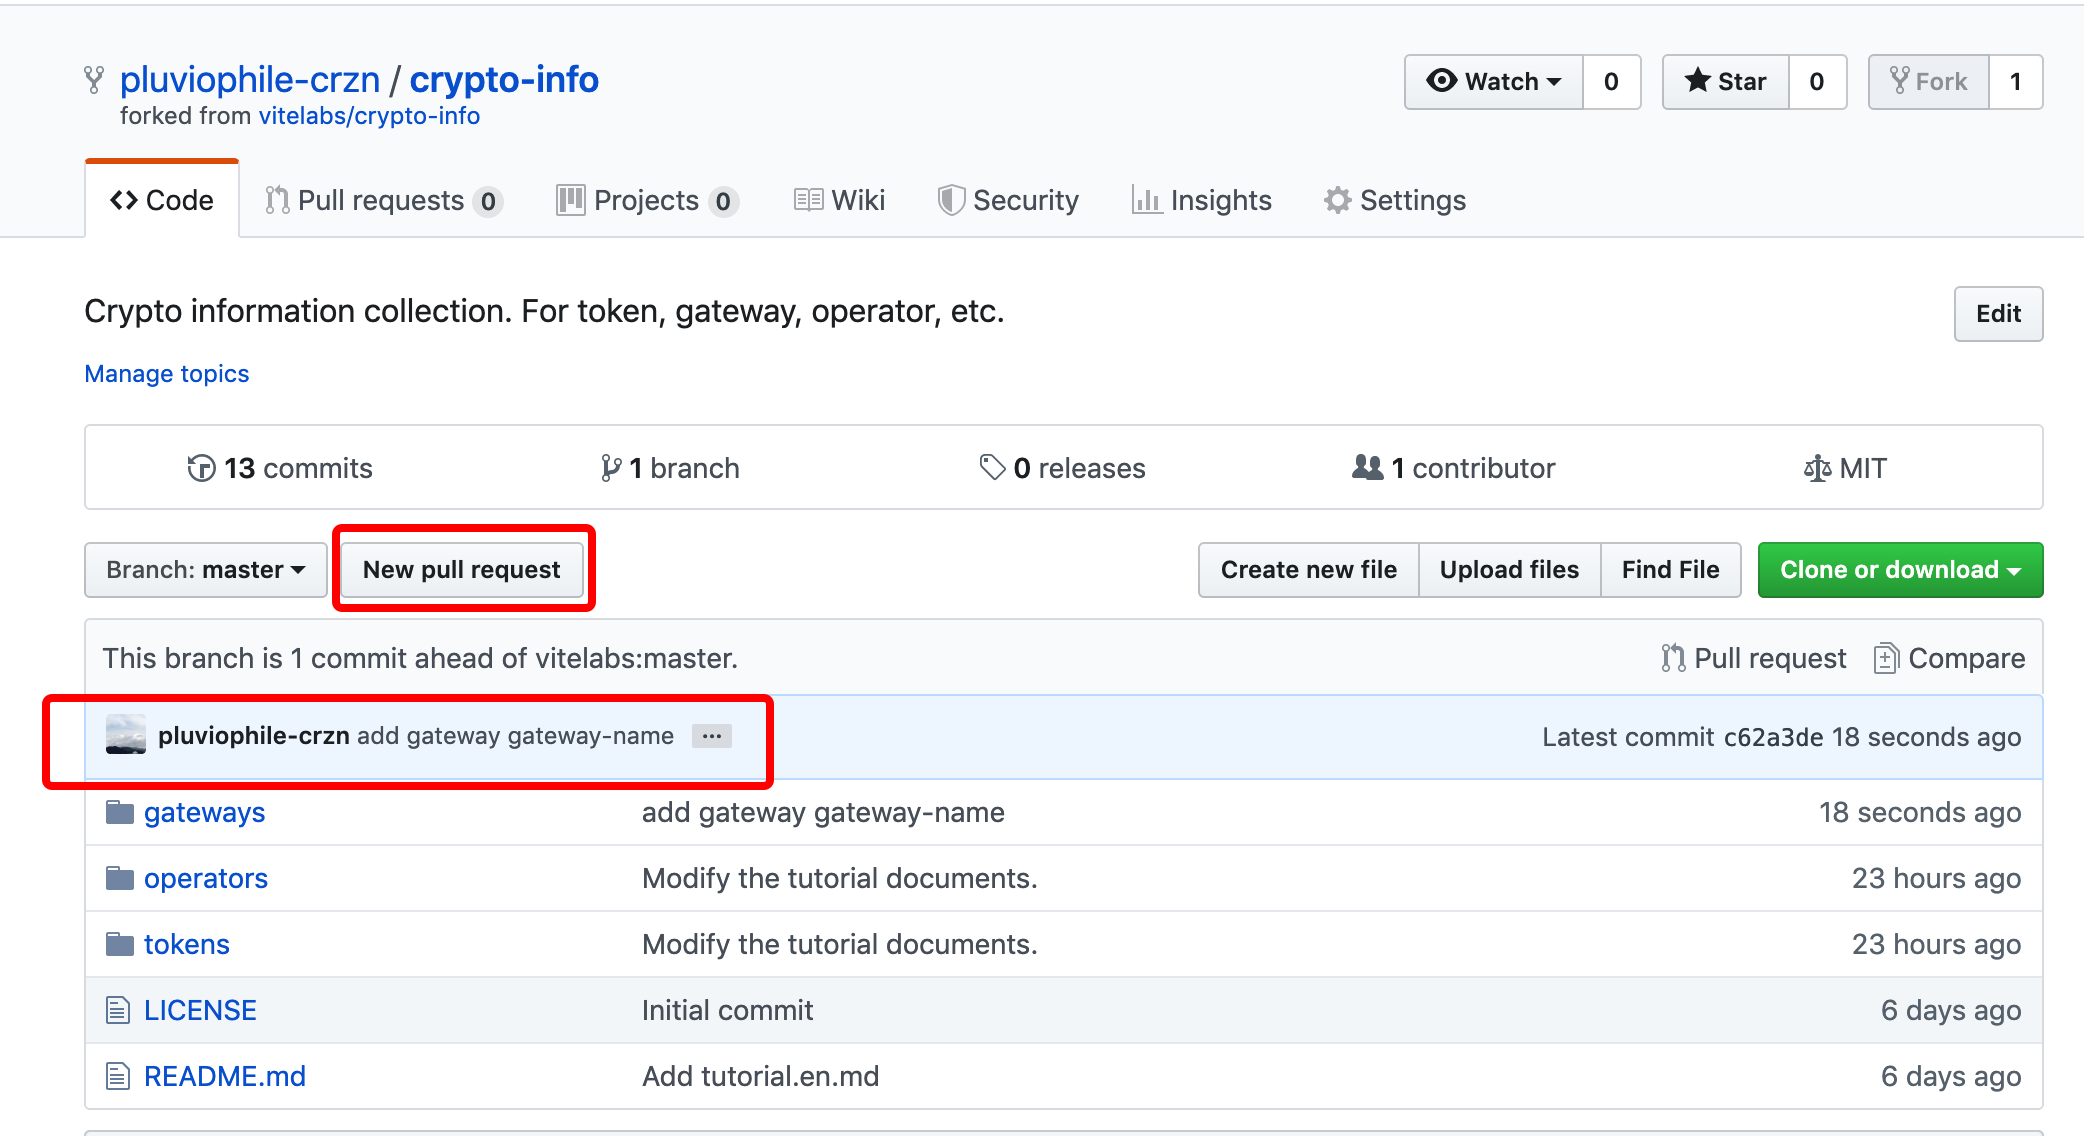 pluviophile-crzn / crypto-info
forked from vitelabs/crypto-info
Watch 0 Star 0 Fork 1
Code Pull requests 0 Projects 0 Wiki Security Insights Settings
Crypto information collection. For token, gateway, operator, etc.
Edit
Manage topics
13 commits 1 branch 0 releases 1 contributor MIT
Branch: master New pull request Create new file Upload files Find File Clone or download
This branch is 1 commit ahead of vitelabs:master. Pull request Compare
pluviophile-crzn add gateway gateway-name ... Latest commit c62a3de 18 seconds ago
gateways add gateway gateway-name 18 seconds ago
operators Modify the tutorial documents. 23 hours ago
tokens Modify the tutorial documents. 23 hours ago
LICENSE Initial commit 6 days ago
README.md Add tutorial.en.md 6 days ago